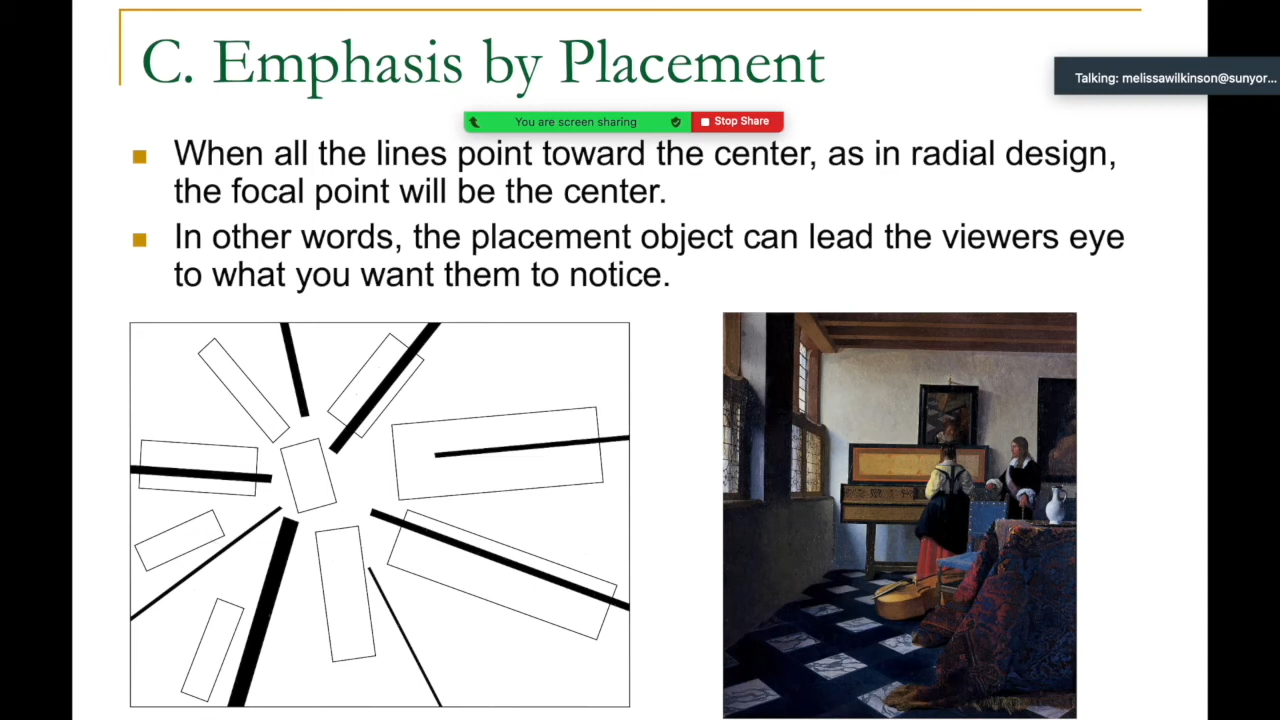 C. Emphasis by Placement
Talking: melissawilkinson@sunyor...
You are screen sharing
Stop Share
When all the lines point toward the center, as in radial design,
the focal point will be the center.
In other words, the placement object can lead the viewers eye
to what you want them to notice.